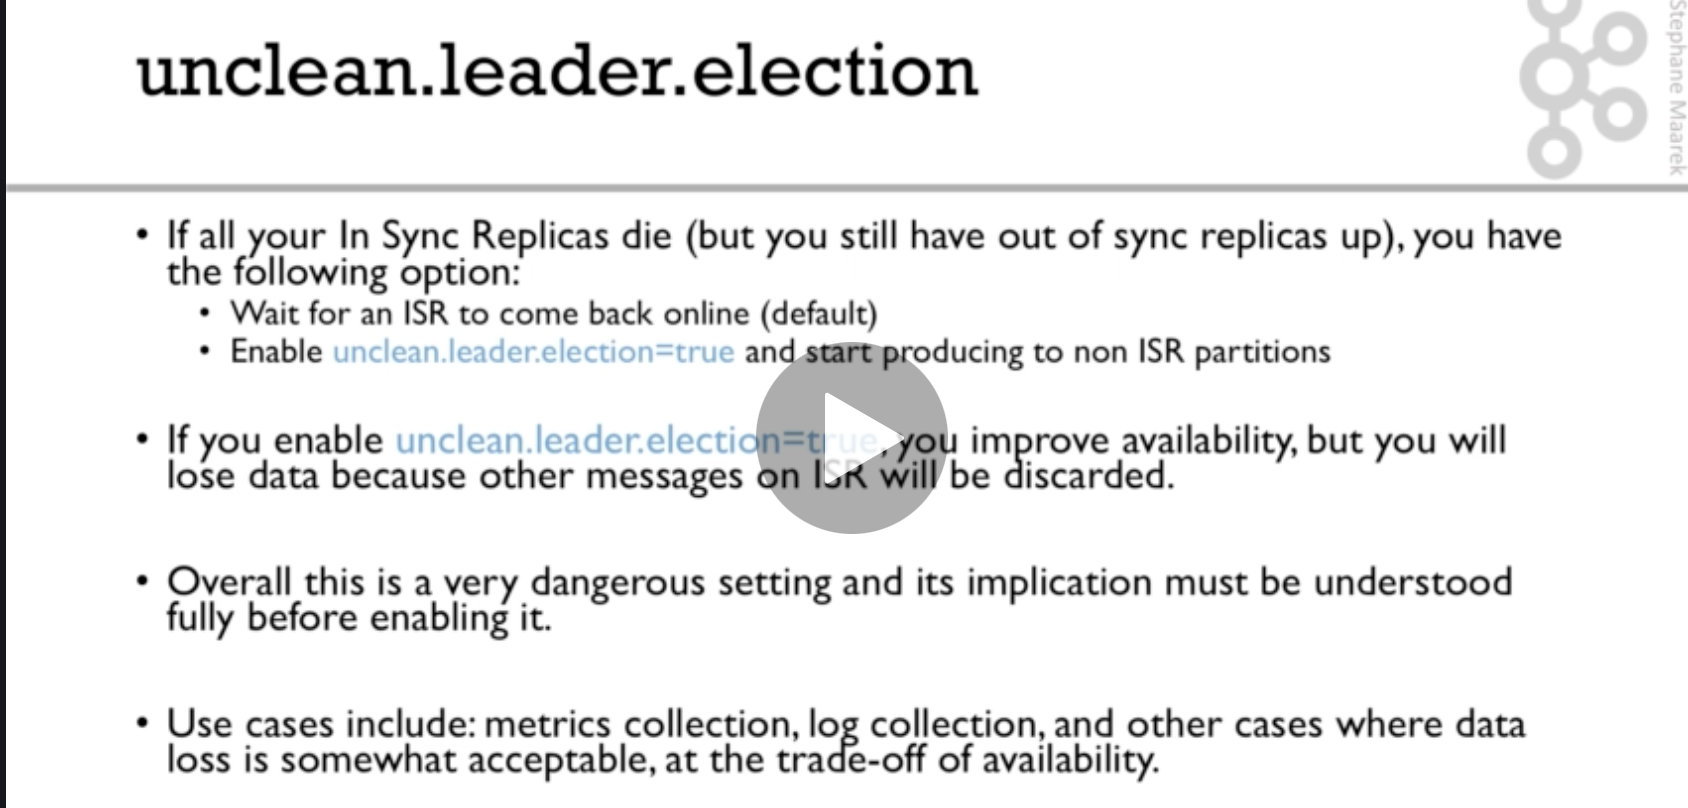 unclean.leader.election
Stephane Maarek
• If all your In Sync Replicas die (but you still have out of sync replicas up), you have
the following option:
• Wait for an ISR to come back online (default)
• Enable unclean.leader.election=true and start producing to non ISR partitions
• If you enable unclean.leader.election=true, you improve availability, but you will
lose data because other messages on ISR will be discarded.
• Overall this is a very dangerous setting and its implication must be understood
fully before enabling it.
• Use cases include: metrics collection, log collection, and other cases where data
loss is somewhat acceptable, at the trade-off of availability.